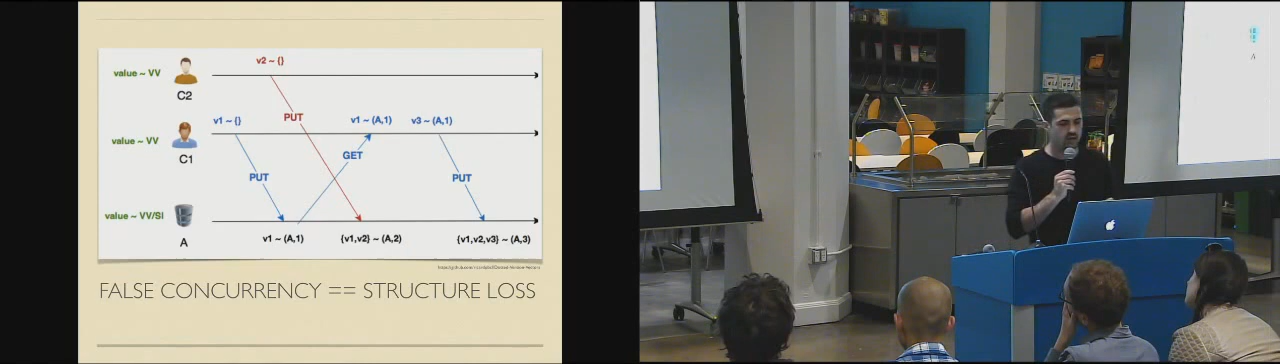 v2 ~ {}
value ~ VV
C2
v1 ~ {}
v1 ~ (A,1)
v3 ~ (A,1)
PUT
value ~ VV
C1
GET
PUT
PUT
value ~ VV/SI
A
v1 ~ (A,1)
{v1,v2} ~ (A,2)
{v1,v2,v3} ~ (A,3)
FALSE CONCURRENCY == STRUCTURE LOSS
A